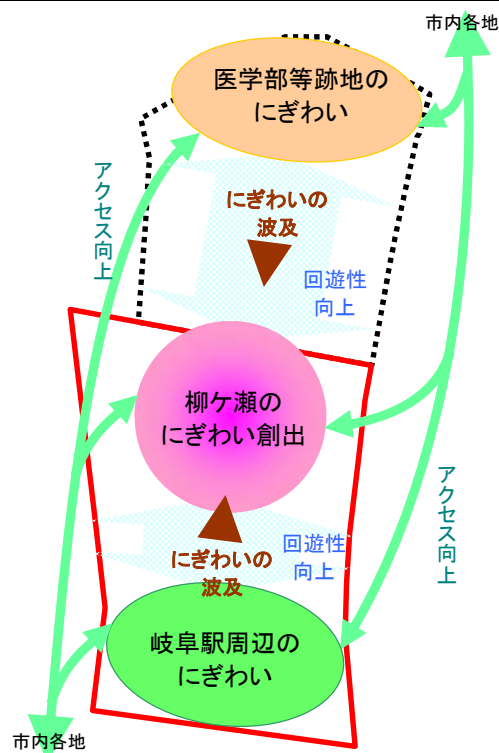 市内各地
医学部等跡地の
にぎわい
アクセス向上
にぎわいの
波及
回遊性
向上
柳ケ瀬の
にぎわい創出
アクセス向上
回遊性
向上
にぎわいの
波及
岐阜駅周辺の
にぎわい
市内各地